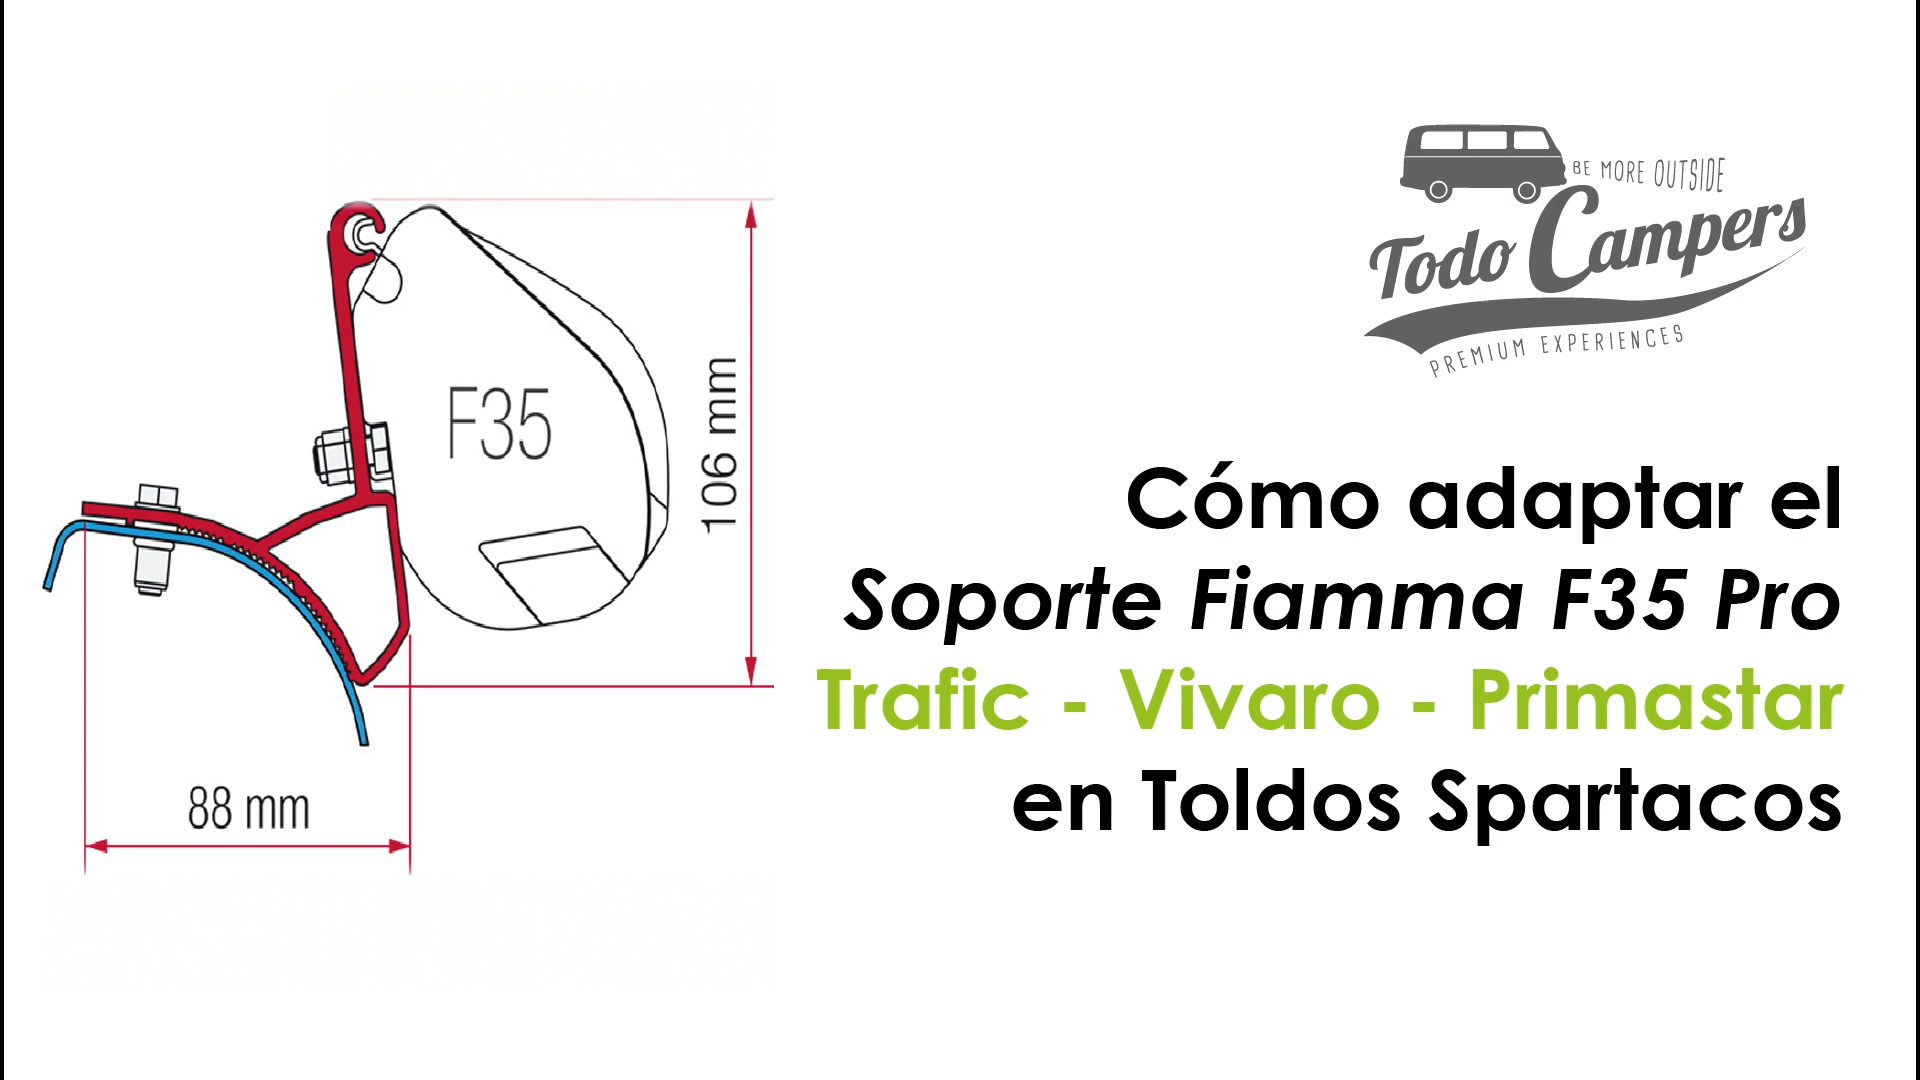 F35
106 mm
88 mm
BE MORE OUTSIDE
Todo Campers
PREMIUM EXPERIENCES
Cómo adaptar el
Soporte Fiamma F35 Pro
Trafic - Vivaro - Primastar
en Toldos Spartacos